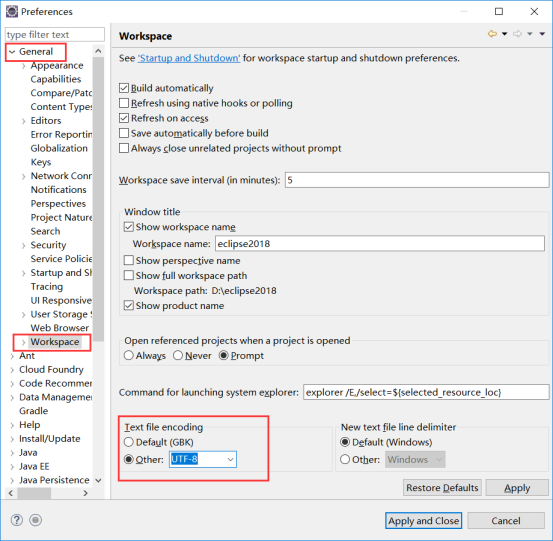 Preferences
type filter text
General
Appearance
Capabilities
Compare/Patc
Content Types
Editors
Error Reportin
Globalization
Keys
Network Conn
Notifications
Perspectives
Project Nature
Search
Security
Service Policie
Startup and Sh
Tracing
UI Responsive
User Storage S
Web Browser
Workspace
Ant
Cloud Foundry
Code Recommen
Data Management
Gradle
Help
Install/Update
Java
Java EE
Java Persistence
Workspace
See 'Startup and Shutdown' for workspace startup and shutdown preferences.
Build automatically
Refresh using native hooks or polling
Refresh on access
Save automatically before build
Always close unrelated projects without prompt
Workspace save interval (in minutes): 5
Window title
Show workspace name
Workspace name: eclipse2018
Show perspective name
Show full workspace path
Workspace path: D:\eclipse2018
Show product name
Open referenced projects when a project is opened
Always Never Prompt
Command for launching system explorer: explorer /E,/select=${selected_resource_loc}
Text file encoding
Default (GBK)
Other: UTF-8
New text file line delimiter
Default (Windows)
Other: Windows
Restore Defaults Apply
Apply and Close Cancel